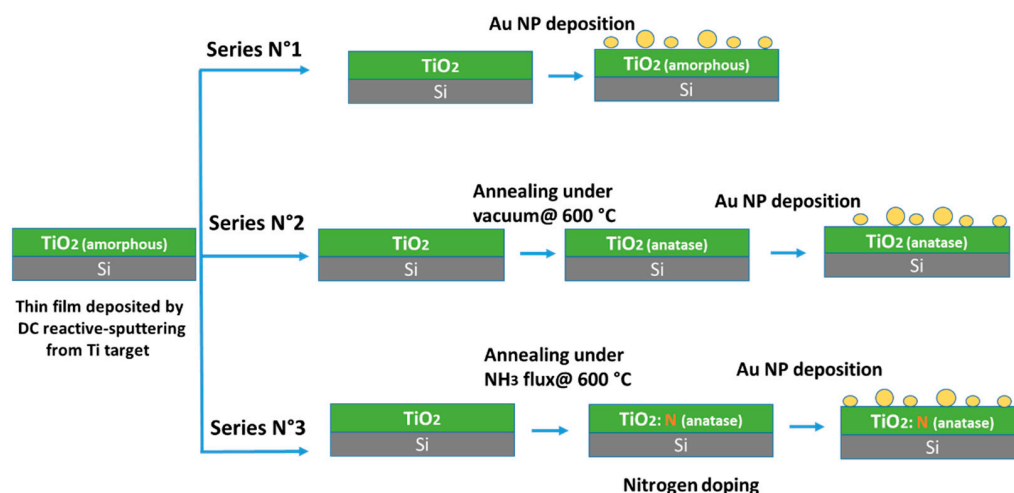 Au NP deposition
Series N°1
TiO2
Si
TiO2 (amorphous)
Si
Annealing under
vacuum@ 600 °C
Au NP deposition
Series N°2
TiO2 (amorphous)
Si
TiO2
Si
TiO2 (anatase)
Si
TiO2 (anatase)
Si
Thin film deposited by
DC reactive-sputtering
from Ti target
Annealing under
NH3 flux@ 600 °C
Au NP deposition
Series N°3
TiO2
Si
TiO2: N (anatase)
Si
TiO2: N (anatase)
Si
Nitrogen doping